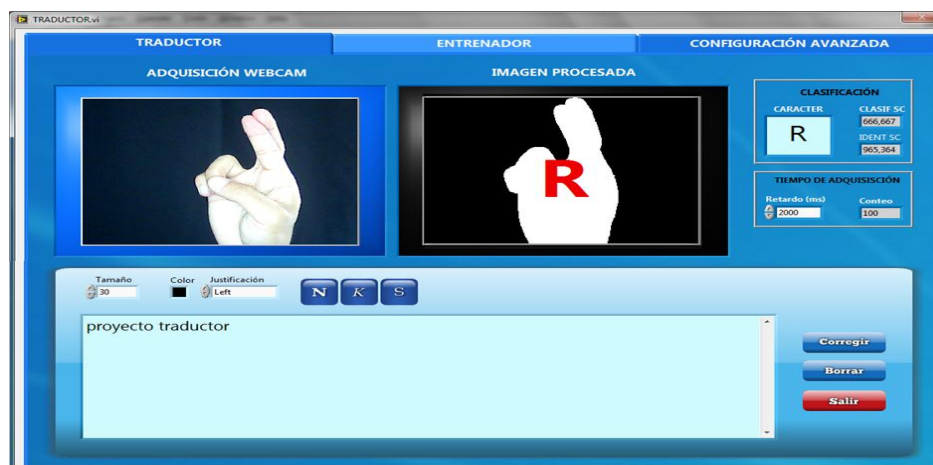 TRADUCTOR.vi
TRADUCTOR
ENTRENADOR
CONFIGURACIÓN AVANZADA
ADQUISICIÓN WEBCAM
IMAGEN PROCESADA
CLASIFICACIÓN
CARACTER
CLASIF SC
R
666,667
IDENT SC
965,364
R
TIEMPO DE ADQUISISCIÓN
Retardo (ms)
Conteo
2000
100
Tamaño
Color
Justificación
30
Left
N
K
S
proyecto traductor
Corregir
Borrar
Salir